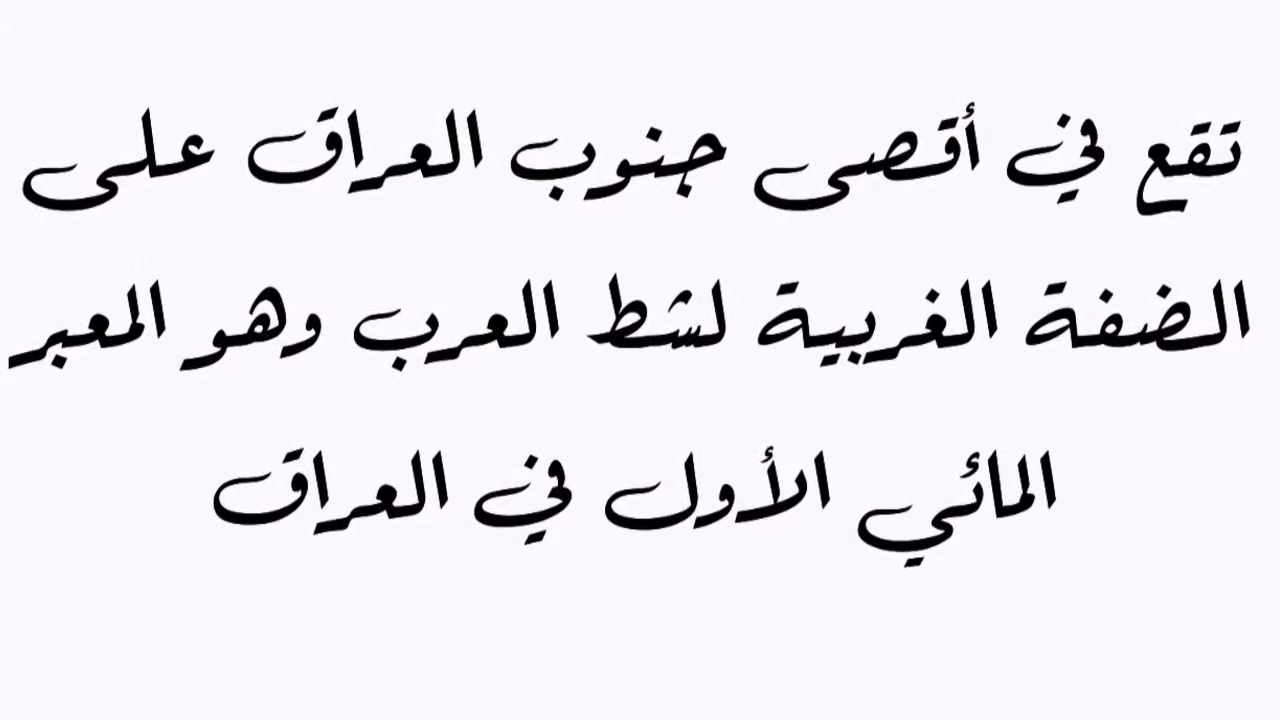 تقع في أقصى جنوب العراق على
الضفة الغربية لشط العرب وهو المعبر
المائي الأول في العراق